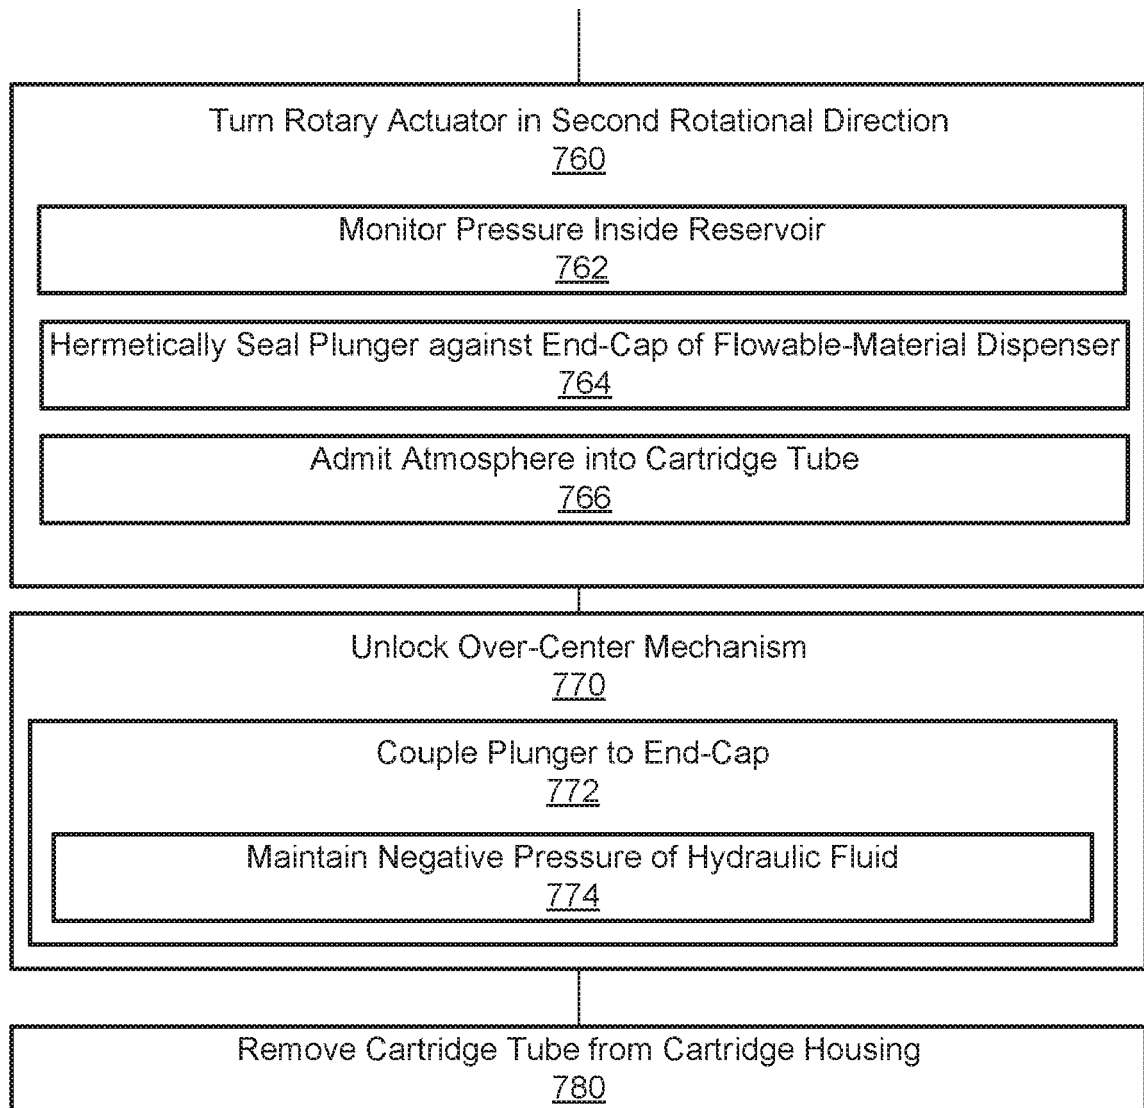 Turn Rotary Actuator in Second Rotational Direction
760
Monitor Pressure Inside Reservoir
762
Hermetically Seal Plunger against End-Cap of Flowable-Material Dispenser
764
Admit Atmosphere into Cartridge Tube
766
Unlock Over-Center Mechanism
770
Couple Plunger to End-Cap
772
Maintain Negative Pressure of Hydraulic Fluid
774
Remove Cartridge Tube from Cartridge Housing
780